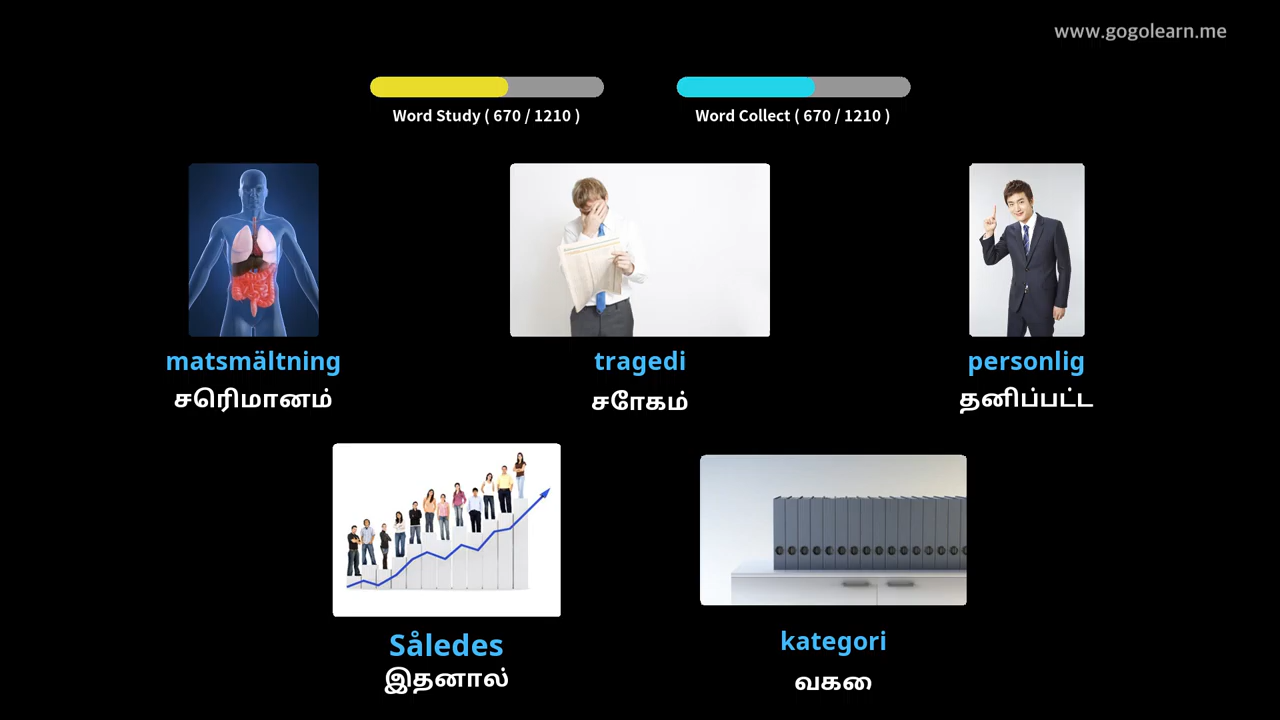 www.gogolearn.me
Word Study ( 670 / 1210 )
Word Collect ( 670 / 1210 )
matsmältning
செரிமானம்
tragedi
சோகம்
personlig
தனிப்பட்ட
Således
இதனால்
kategori
வகை